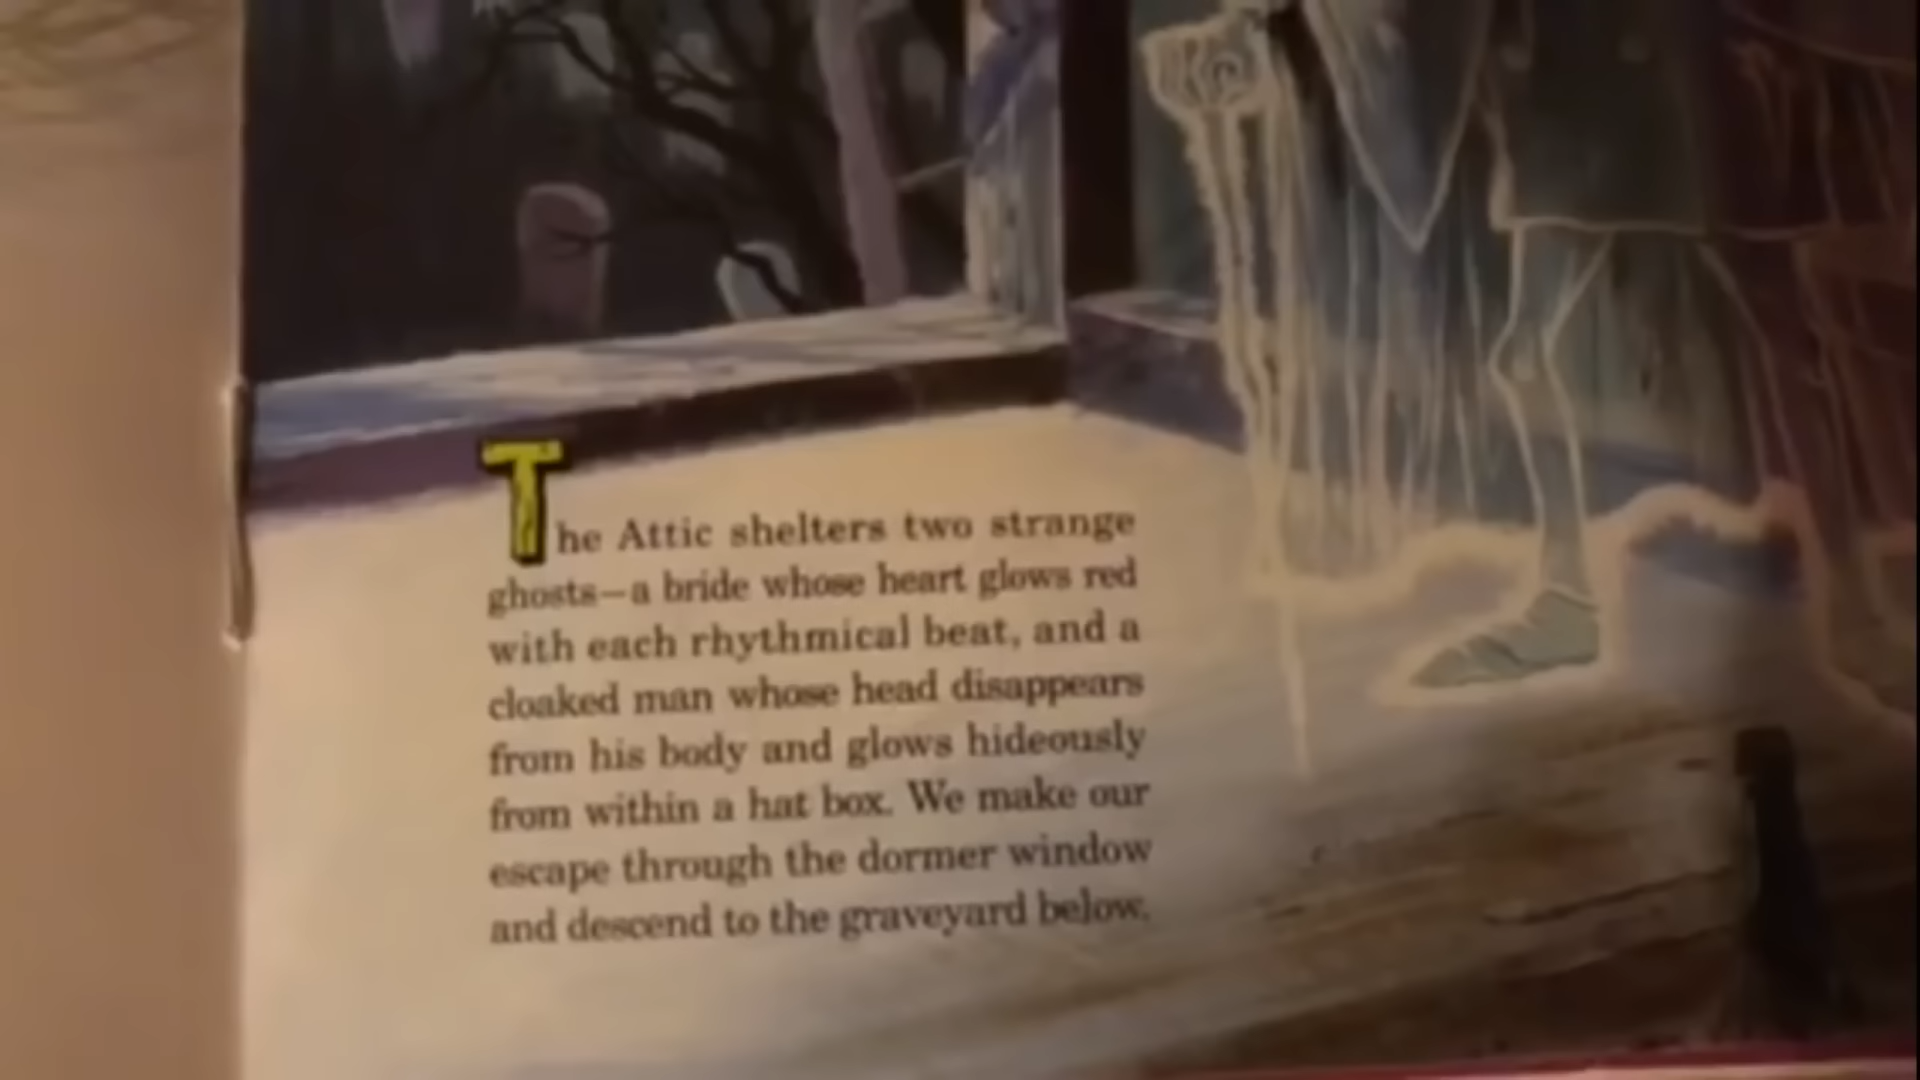 The Attic shelters two strange
ghosts—a bride whose heart glows red
with each rhythmical beat, and a
cloaked man whose head disappears
from his body and glows hideously
from within a hat box. We make our
escape through the dormer window
and descend to the graveyard below.